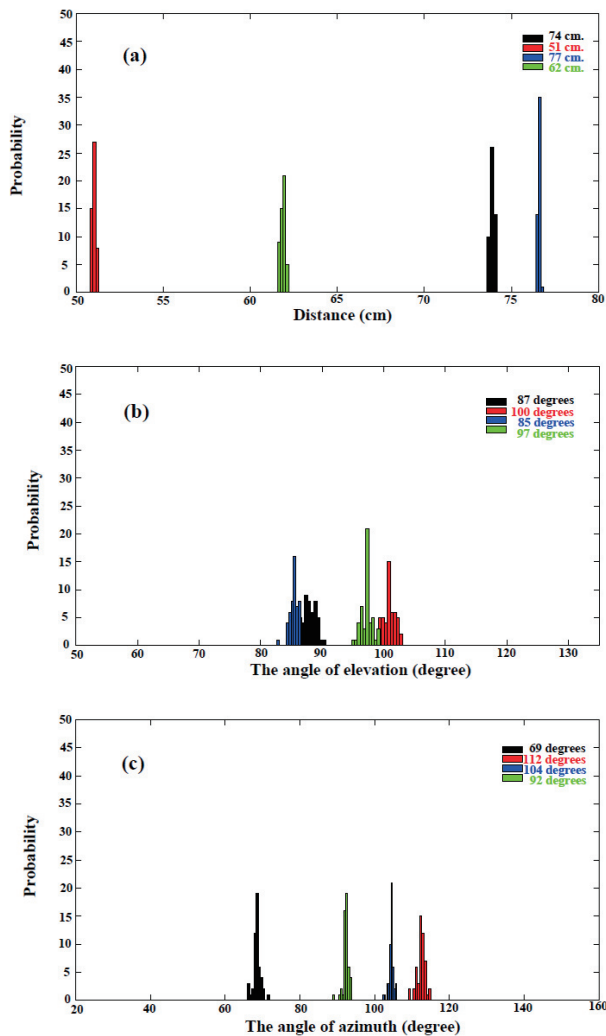 50
45
40
35
30
25
20
15
10
5
0
Probability
(a)
74 cm.
51 cm.
77 cm.
62 cm.
50 55 60 65 70 75 80
Distance (cm)
50
45
40
35
30
25
20
15
10
5
0
Probability
(b)
87 degrees
100 degrees
85 degrees
97 degrees
50 60 70 80 90 100 110 120 130
The angle of elevation (degree)
50
45
40
35
30
25
20
15
10
5
0
Probability
(c)
69 degrees
112 degrees
104 degrees
92 degrees
20 40 60 80 100 120 140 160
The angle of azimuth (degree)